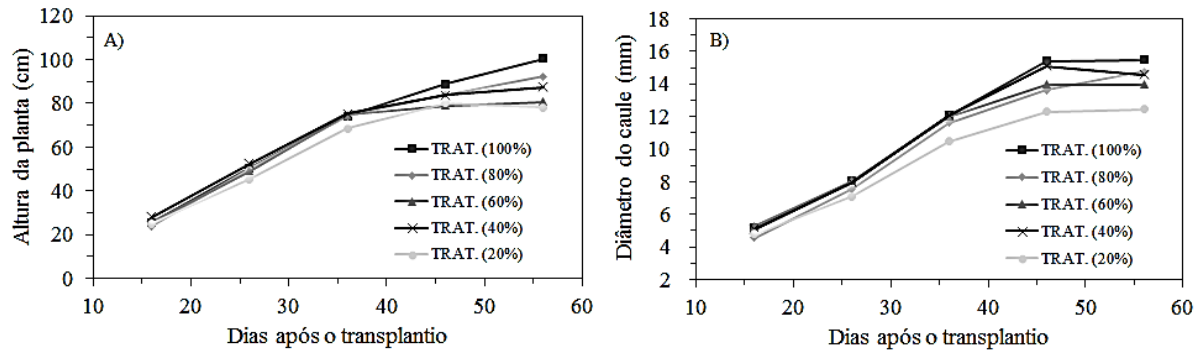 A)
Altura da planta (cm)
120
100
80
60
40
20
0
10 20 30 40 50 60
Dias após o transplantio
TRAT. (100%)
TRAT. (80%)
TRAT. (60%)
TRAT. (40%)
TRAT. (20%)
B)
Diâmetro do caule (mm)
18
16
14
12
10
8
6
4
2
10 20 30 40 50 60
Dias após o transplantio
TRAT. (100%)
TRAT. (80%)
TRAT. (60%)
TRAT. (40%)
TRAT. (20%)